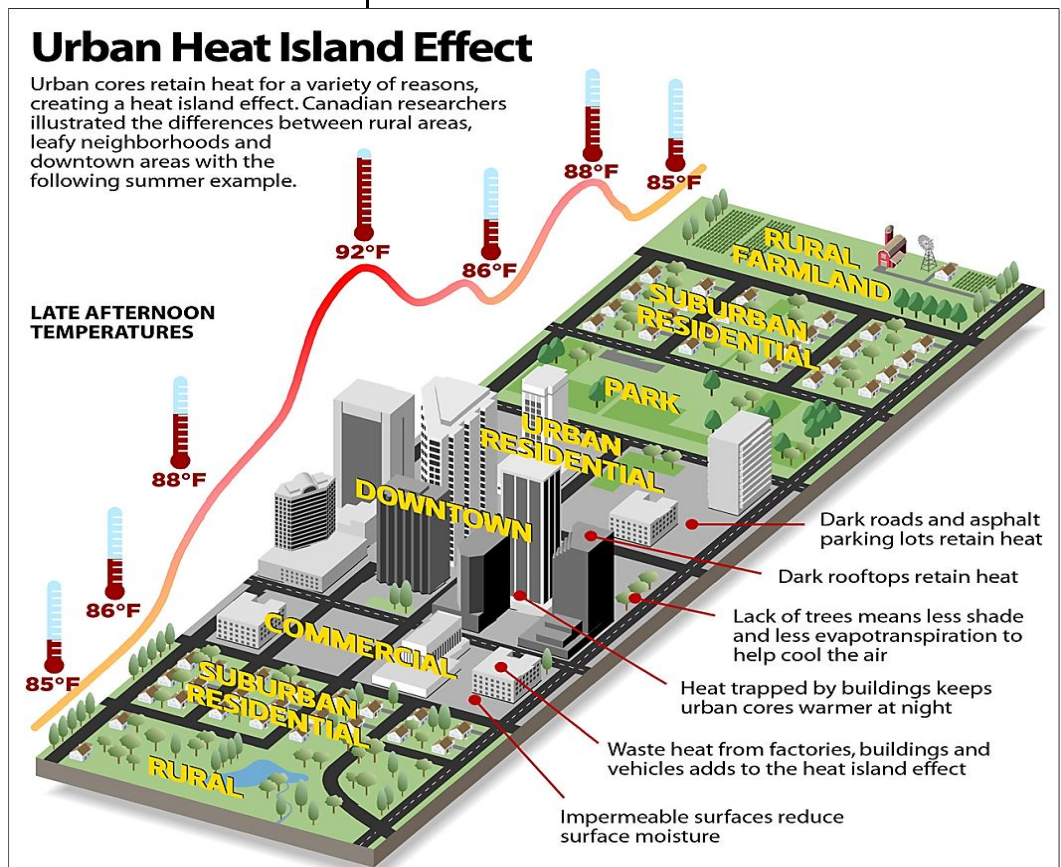 Urban Heat Island Effect
Urban cores retain heat for a variety of reasons,
creating a heat island effect. Canadian researchers
illustrated the differences between rural areas,
leafy neighborhoods and
downtown areas with the
following summer example.
88°F
85°F
92°F
86°F
LATE AFTERNOON
TEMPERATURES
88°F
86°F
85°F
RURAL
FARMLAND
SUBURBAN
RESIDENTIAL
PARK
URBAN
RESIDENTIAL
DOWNTOWN
COMMERCIAL
SUBURBAN
RESIDENTIAL
RURAL
Dark roads and asphalt
parking lots retain heat
Dark rooftops retain heat
Lack of trees means less shade
and less evapotranspiration to
help cool the air
Heat trapped by buildings keeps
urban cores warmer at night
Waste heat from factories, buildings and
vehicles adds to the heat island effect
Impermeable surfaces reduce
surface moisture